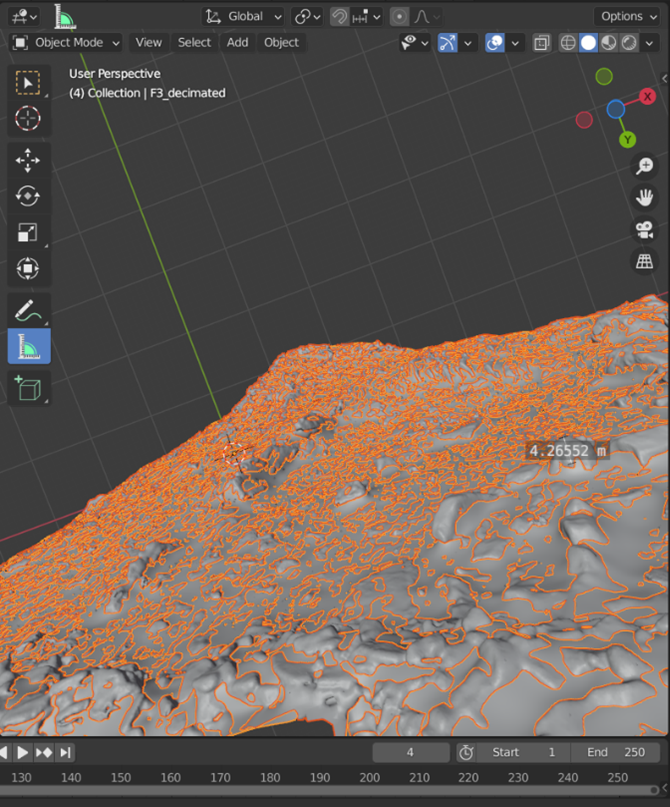 Global
Options
Object Mode View Select Add Object
User Perspective
(4) Collection | F3_decimated
X
Y
4.26552 m
4 Start 1 End 250
130 140 150 160 170 180 190 200 210 220 230 240 250